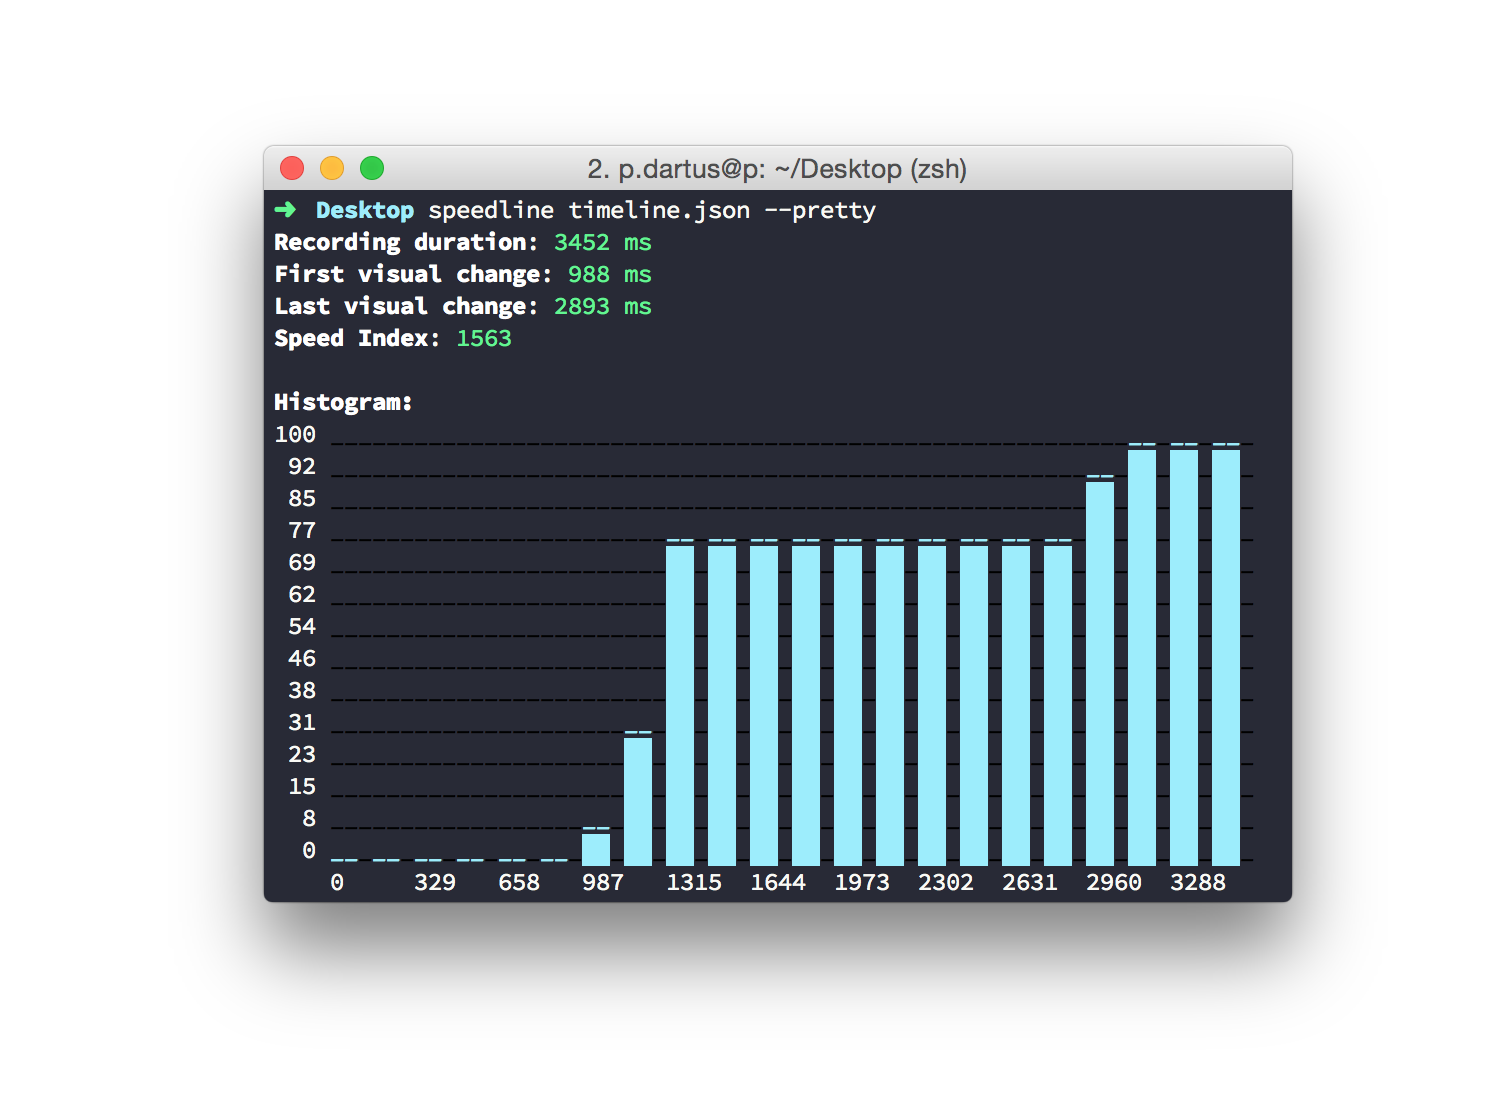 2. p.dartus@p: ~/Desktop (zsh)
➜ Desktop speedline timeline.json --pretty
Recording duration: 3452 ms
First visual change: 988 ms
Last visual change: 2893 ms
Speed Index: 1563
Histogram:
100
92
85
77
69
62
54
46
38
31
23
15
8
0
0 329 658 987 1315 1644 1973 2302 2631 2960 3288